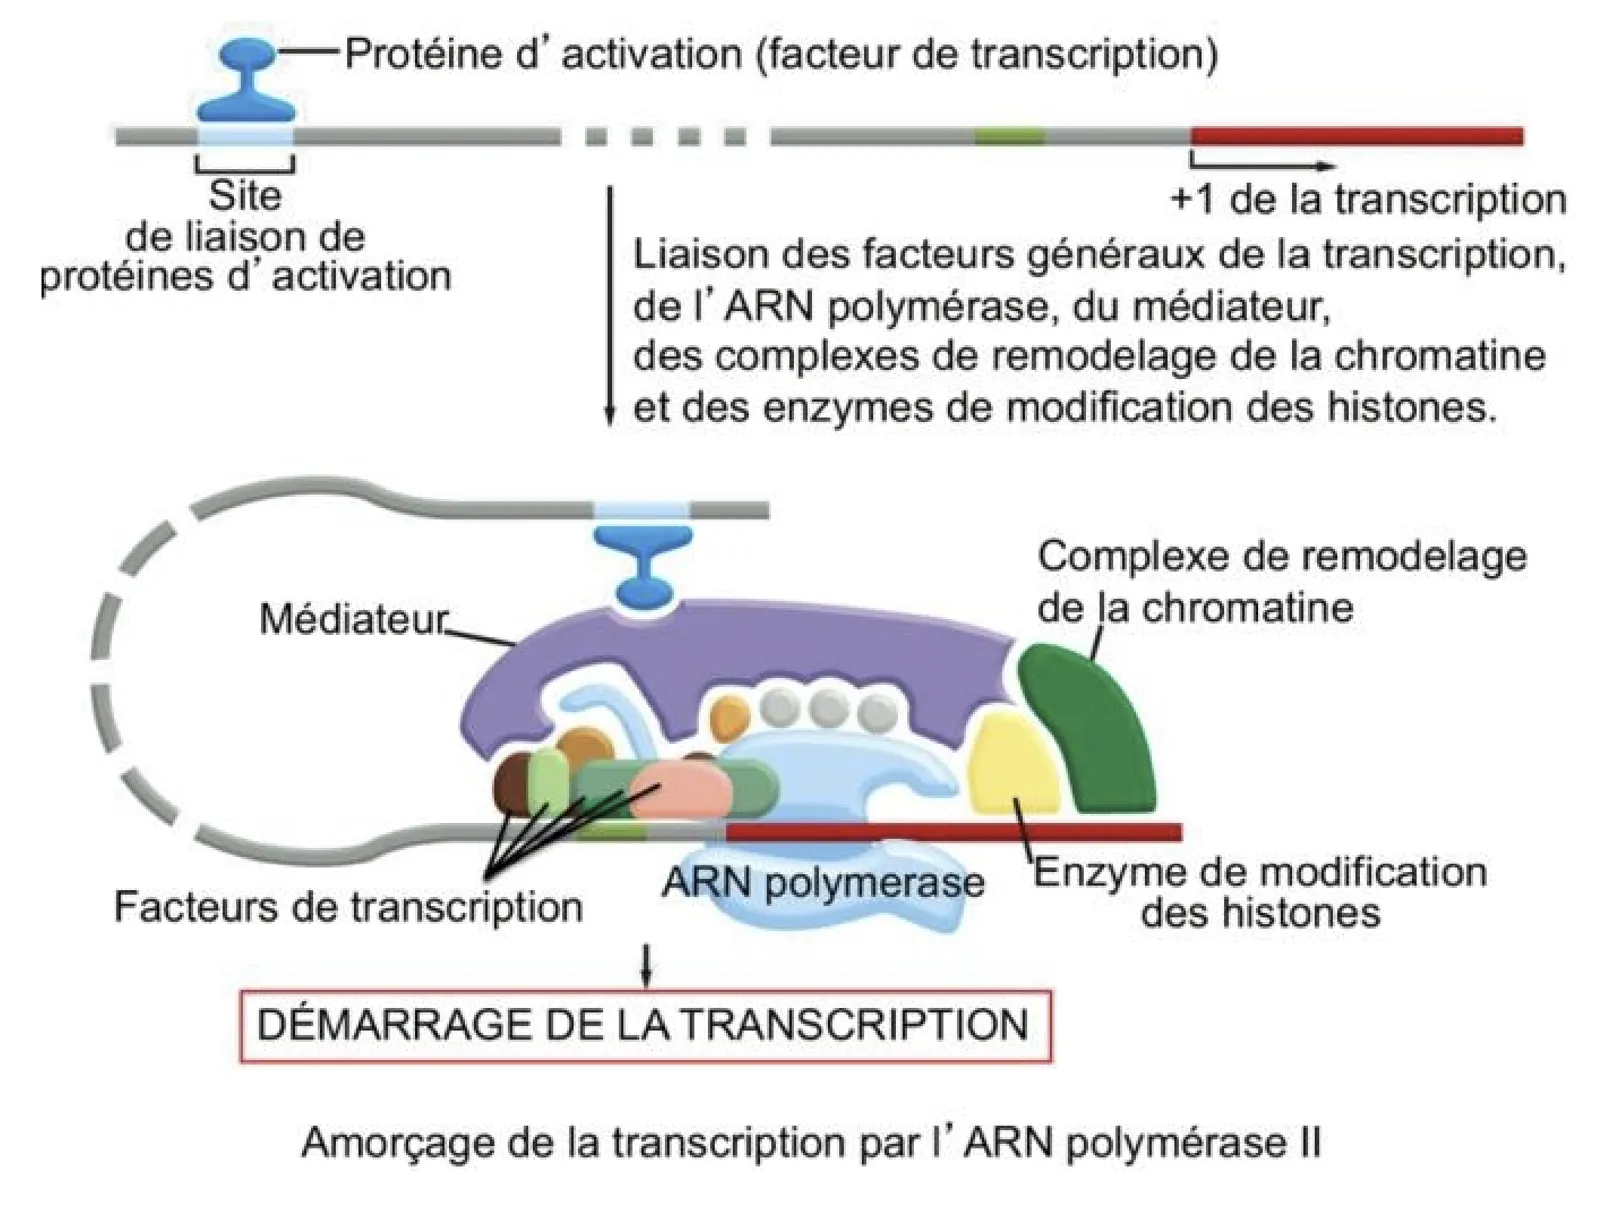 Protéine d' activation (facteur de transcription)
Site
de liaison de
protéines d' activation
+1 de la transcription
Liaison des facteurs généraux de la transcription,
de l' ARN polymérase, du médiateur,
des complexes de remodelage de la chromatine
et des enzymes de modification des histones.
Complexe de remodelage
de la chromatine
Médiateur
Facteurs de transcription
ARN polymerase
Enzyme de modification
des histones
DÉMARRAGE DE LA TRANSCRIPTION
Amorçage de la transcription par l' ARN polymérase II